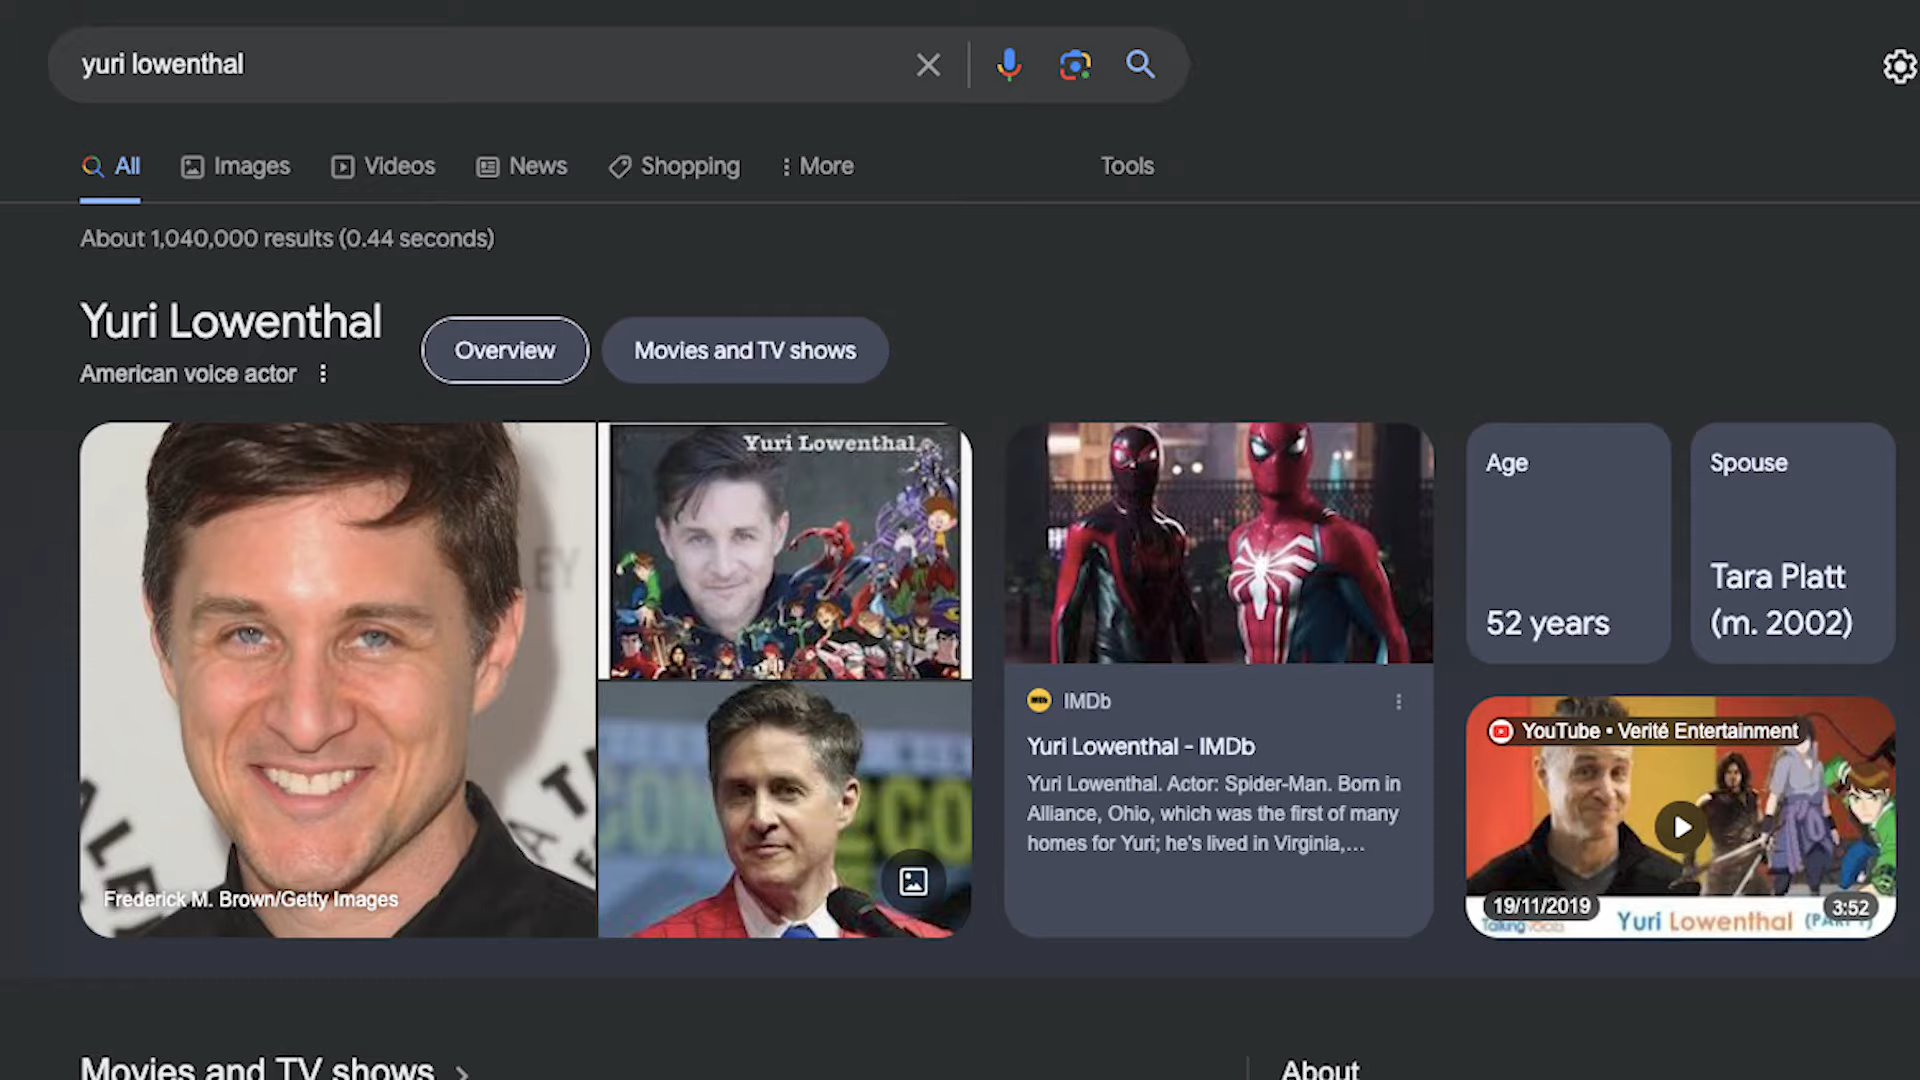 yuri lowenthal
All
Images
Videos
News
Shopping
More
Tools
About 1,040,000 results (0.44 seconds)
Yuri Lowenthal
American voice actor
Overview
Movies and TV shows
Frederick M. Brown/Getty Images
Yuri Lowenthal
IMDb
Yuri Lowenthal - IMDb
Yuri Lowenthal. Actor: Spider-Man. Born in
Alliance, Ohio, which was the first of many
homes for Yuri; he's lived in Virginia,...
Age
52 years
Spouse
Tara Platt
(m. 2002)
YouTube • Verité Entertainment
19/11/2019
3:52
Yuri Lowenthal
Movies and TV shows
About